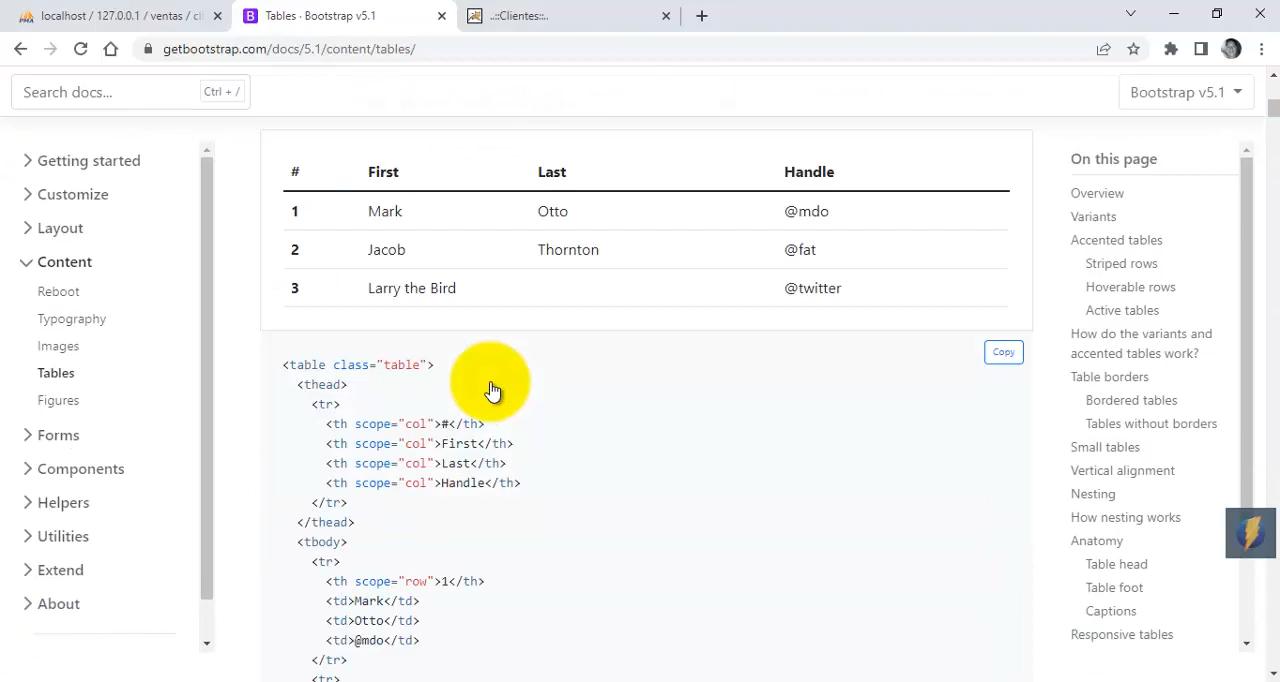 localhost / 127.0.0.1 / ventas / cli
Tables · Bootstrap v5.1
..::Clientes::..
getbootstrap.com/docs/5.1/content/tables/
Search docs... Ctrl + /
Bootstrap v5.1
Getting started
Customize
Layout
Content
Reboot
Typography
Images
Tables
Figures
Forms
Components
Helpers
Utilities
Extend
About
# First Last Handle
1 Mark Otto @mdo
2 Jacob Thornton @fat
3 Larry the Bird @twitter
Copy
<table class="table">
<thead>
<tr>
<th scope="col">#</th>
<th scope="col">First</th>
<th scope="col">Last</th>
<th scope="col">Handle</th>
</tr>
</thead>
<tbody>
<tr>
<th scope="row">1</th>
<td>Mark</td>
<td>Otto</td>
<td>@mdo</td>
</tr>
<tr>
On this page
Overview
Variants
Accented tables
Striped rows
Hoverable rows
Active tables
How do the variants and
accented tables work?
Table borders
Bordered tables
Tables without borders
Small tables
Vertical alignment
Nesting
How nesting works
Anatomy
Table head
Table foot
Captions
Responsive tables